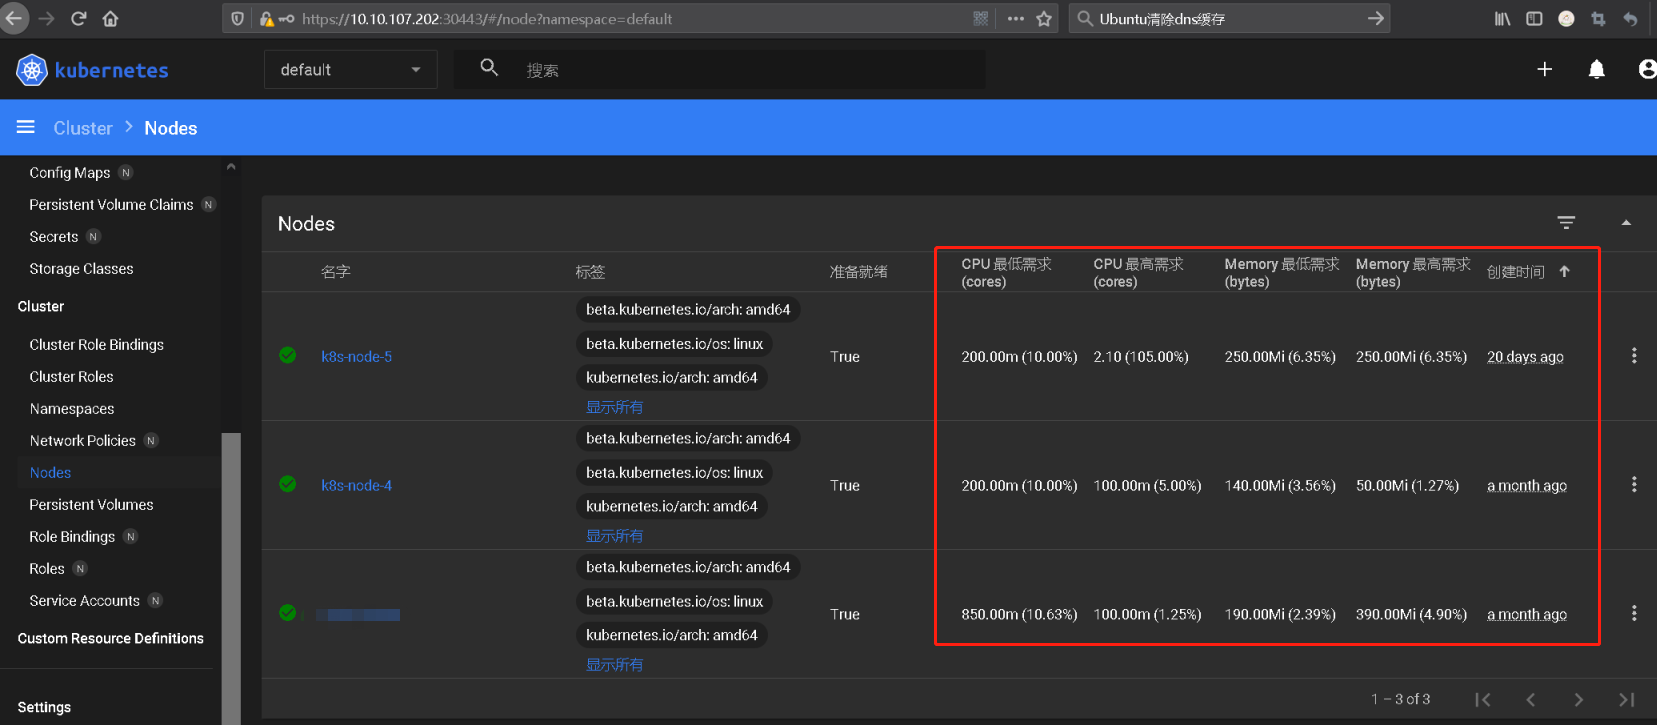 https://10.10.107.202:30443/#/node?namespace=default
Ubuntu清除dns缓存
kubernetes
default
搜索
Cluster > Nodes
Config Maps N
Persistent Volume Claims N
Secrets N
Storage Classes
Cluster
Cluster Role Bindings
Cluster Roles
Namespaces
Network Policies N
Nodes
Persistent Volumes
Role Bindings N
Roles N
Service Accounts N
Custom Resource Definitions
Settings
Nodes
名字 标签 准备就绪 CPU 最低需求 (cores) CPU 最高需求 (cores) Memory 最低需求 (bytes) Memory 最高需求 (bytes) 创建时间
beta.kubernetes.io/arch: amd64
beta.kubernetes.io/os: linux
k8s-node-5 True 200.00m (10.00%) 2.10 (105.00%) 250.00Mi (6.35%) 250.00Mi (6.35%) 20 days ago
kubernetes.io/arch: amd64
显示所有
beta.kubernetes.io/arch: amd64
beta.kubernetes.io/os: linux
k8s-node-4 True 200.00m (10.00%) 100.00m (5.00%) 140.00Mi (3.56%) 50.00Mi (1.27%) a month ago
kubernetes.io/arch: amd64
显示所有
beta.kubernetes.io/arch: amd64
beta.kubernetes.io/os: linux
True 850.00m (10.63%) 100.00m (1.25%) 190.00Mi (2.39%) 390.00Mi (4.90%) a month ago
kubernetes.io/arch: amd64
显示所有
1 – 3 of 3